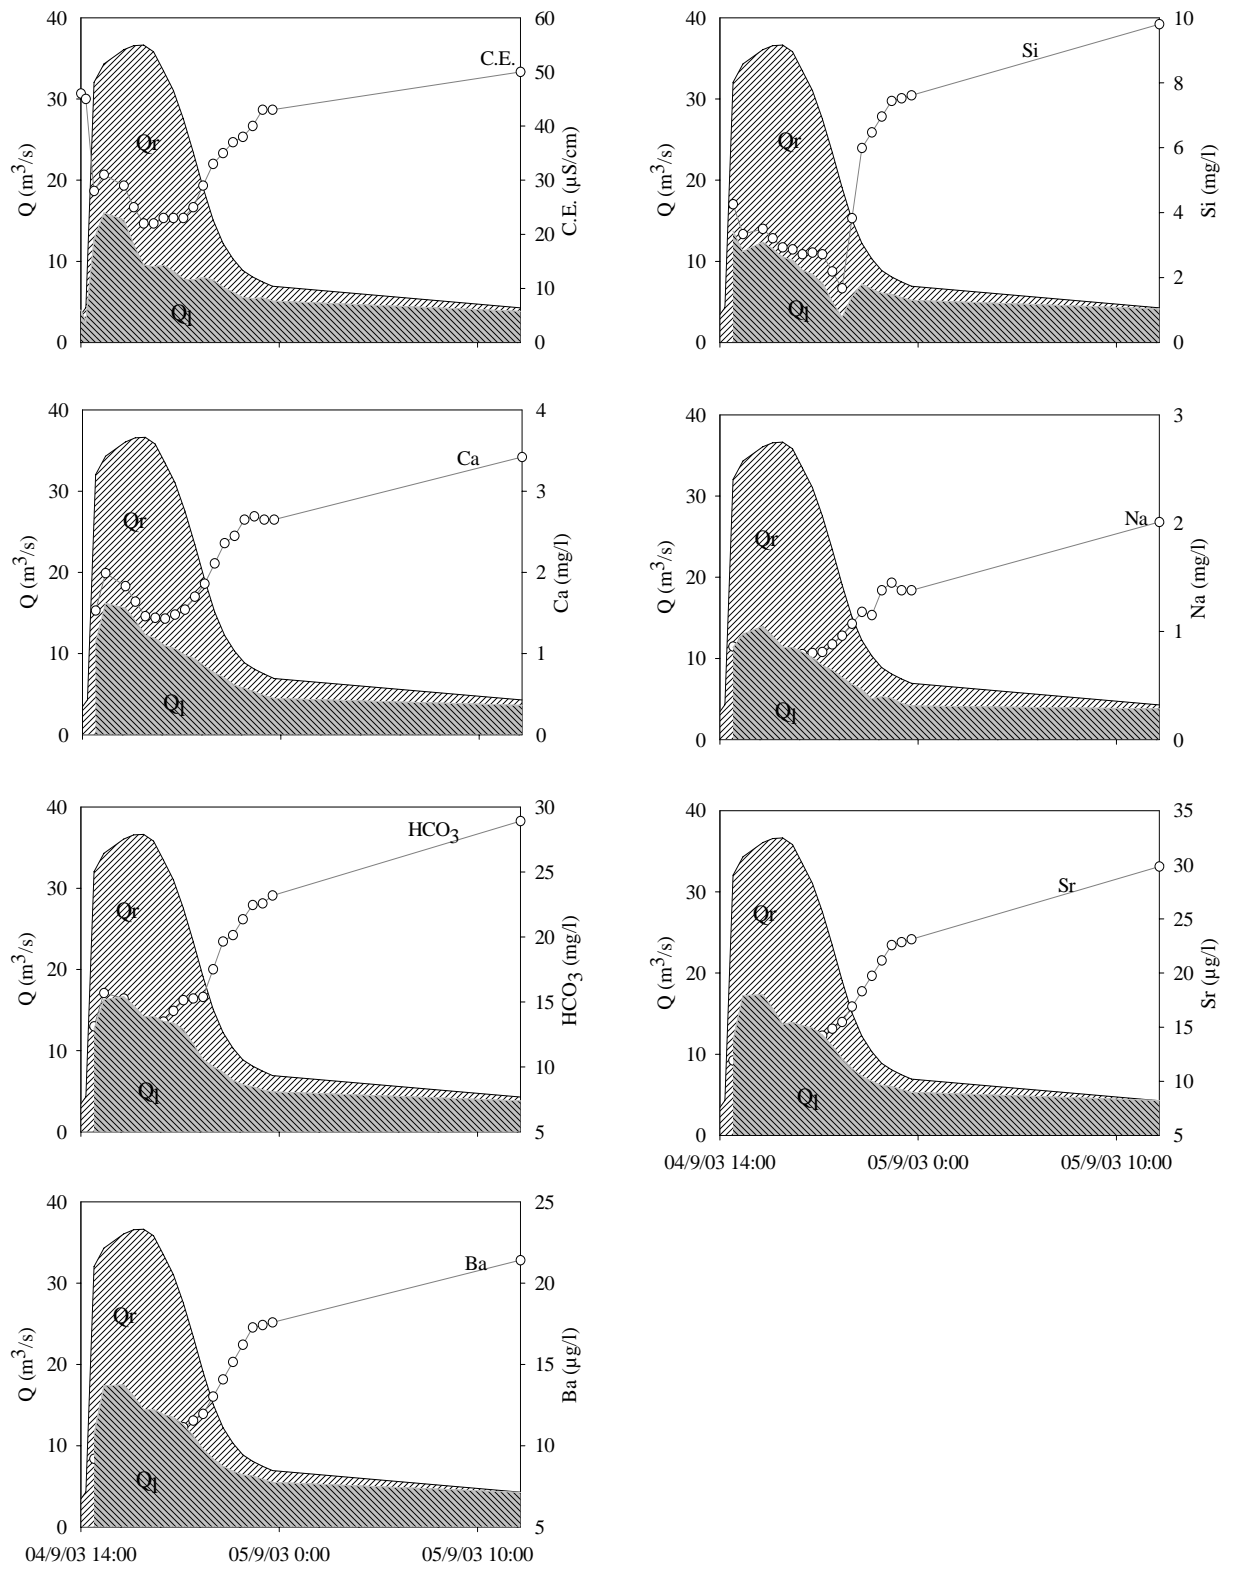 40
30
20
10
0
Q (m³/s)
60
50
40
30
20
10
0
C.E. (µS/cm)
C.E.
Qr
Ql
40
30
20
10
0
Q (m³/s)
10
8
6
4
2
0
Si (mg/l)
Si
Qr
Ql
40
30
20
10
0
Q (m³/s)
4
3
2
1
0
Ca (mg/l)
Ca
Qr
Ql
40
30
20
10
0
Q (m³/s)
3
2
1
0
Na (mg/l)
Na
Qr
Ql
40
30
20
10
0
Q (m³/s)
30
25
20
15
10
5
HCO₃ (mg/l)
HCO₃
Qr
Ql
40
30
20
10
0
Q (m³/s)
35
30
25
20
15
10
5
Sr (µg/l)
Sr
Qr
Ql
04/9/03 14:00
05/9/03 0:00
05/9/03 10:00
40
30
20
10
0
Q (m³/s)
25
20
15
10
5
Ba (µg/l)
Ba
Qr
Ql
04/9/03 14:00
05/9/03 0:00
05/9/03 10:00